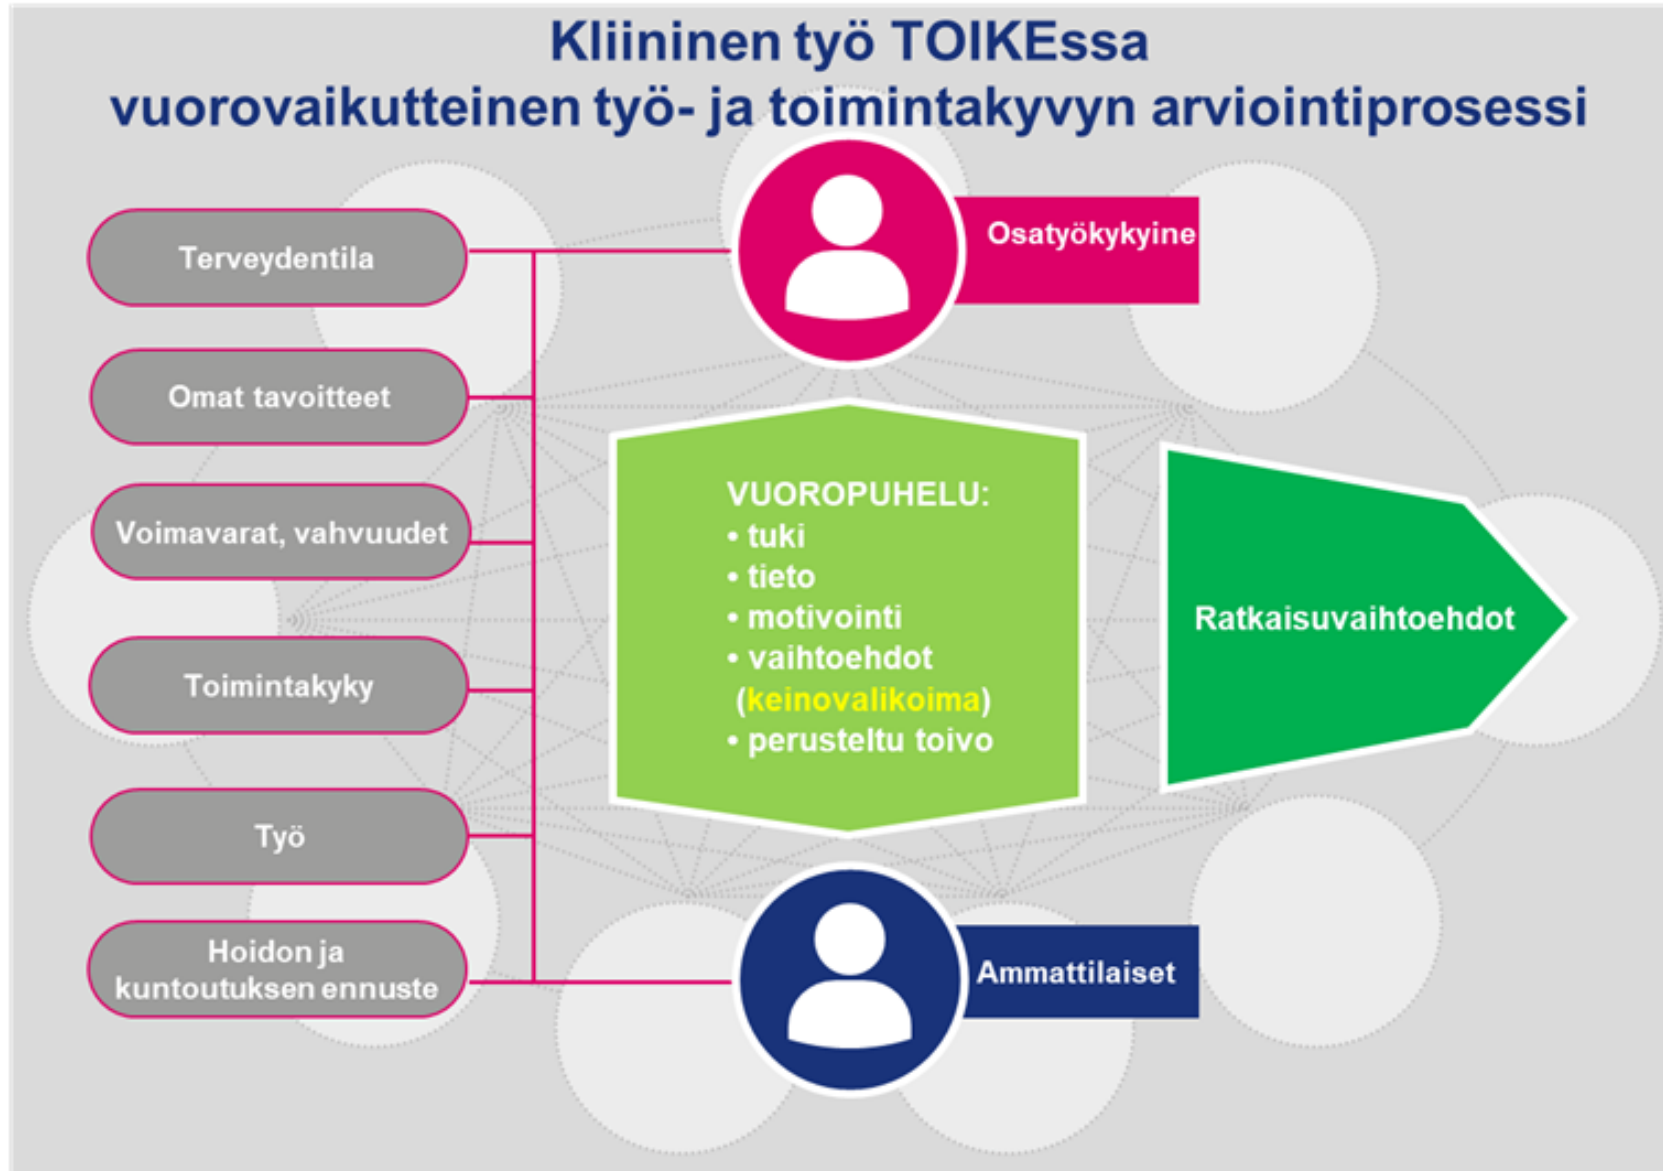 Kliininen työ TOIKEssa
vuorovaikutteinen työ- ja toimintakyvyn arviointiprosessi
Osatyökykyine
Terveydentila
Omat tavoitteet
Voimavarat, vahvuudet
Toimintakyky
Työ
Hoidon ja
kuntoutuksen ennuste
VUOROPUHELU:
• tuki
• tieto
• motivointi
• vaihtoehdot
(keinovalikoima)
• perusteltu toivo
Ratkaisuvaihtoehdot
Ammattilaiset